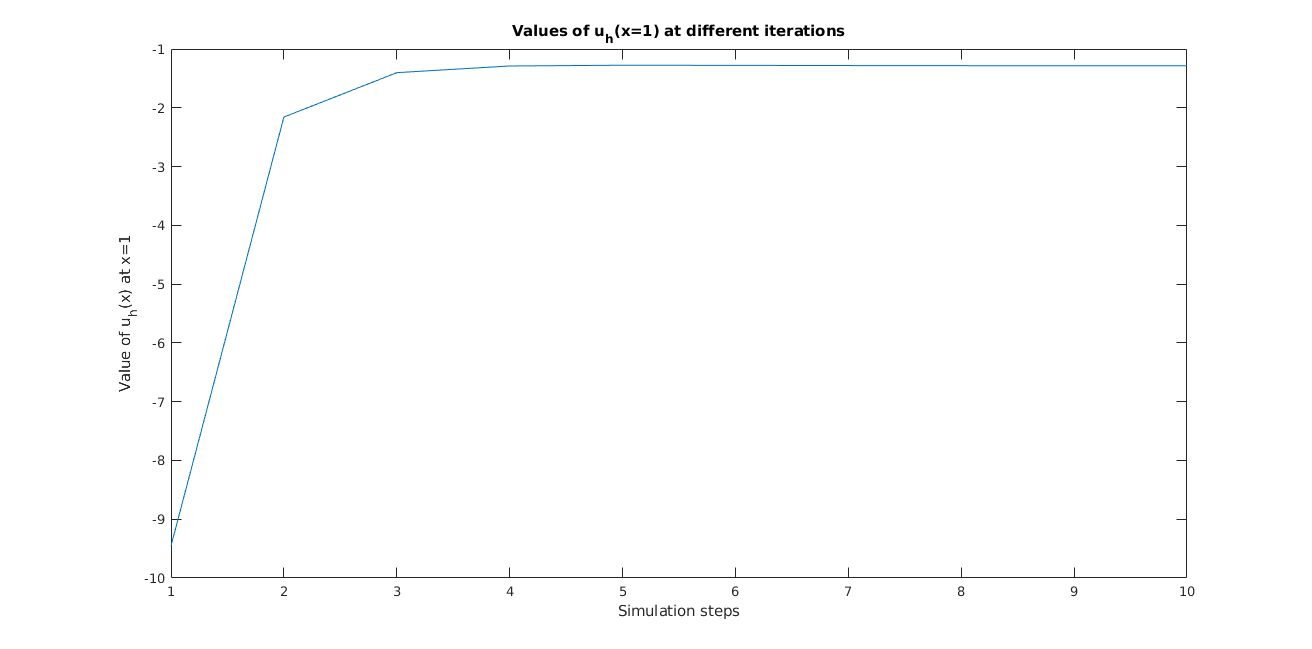 Values of u_h(x=1) at different iterations
-1
-2
-3
-4
-5
-6
-7
-8
-9
-10
Value of u_h(x) at x=1
1 2 3 4 5 6 7 8 9 10
Simulation steps